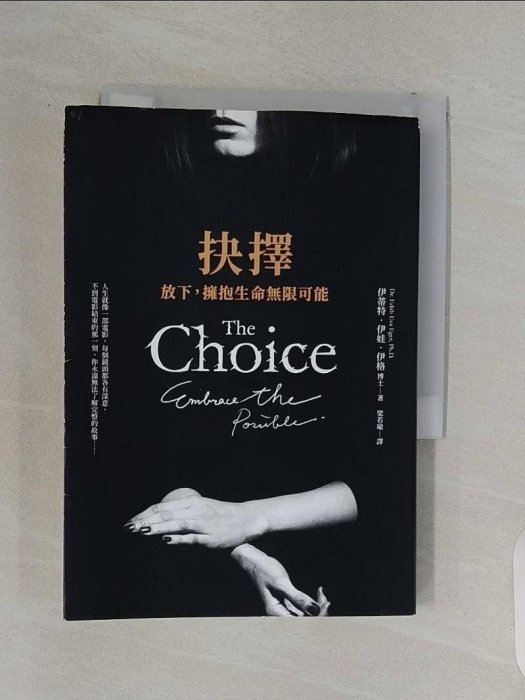 抉擇
放下，擁抱生命無限可能
The
Choice
Embrace the
Possible
Dr. Edith Eva Eger, Ph.D.
伊蒂特·伊娃·伊格 博士—著
梁若瑜—譯
人生就像一部電影，每個鏡頭都各有深意，
不到電影結束的那一刻，你永遠無法了解完整的故事……